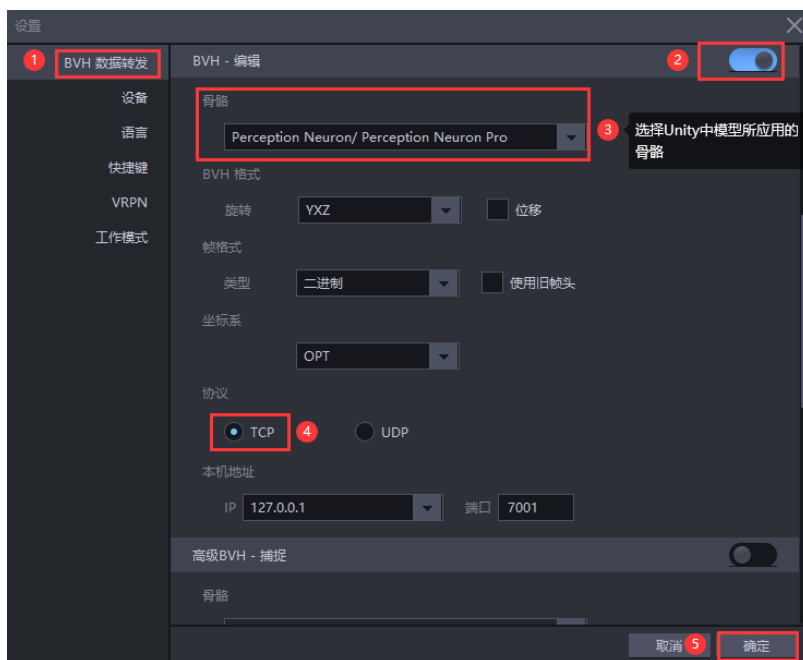 设置
1 BVH 数据转发
BVH - 编辑
2
设备
语言
快捷键
VRPN
工作模式
骨骼
Perception Neuron/ Perception Neuron Pro
3 选择Unity中模型所应用的
骨骼
BVH 格式
旋转 YXZ 位移
帧格式
类型 二进制 使用旧帧头
坐标系
OPT
协议
TCP 4 UDP
本机地址
IP 127.0.0.1 端口 7001
高级BVH - 捕捉
骨骼
取消 5 确定